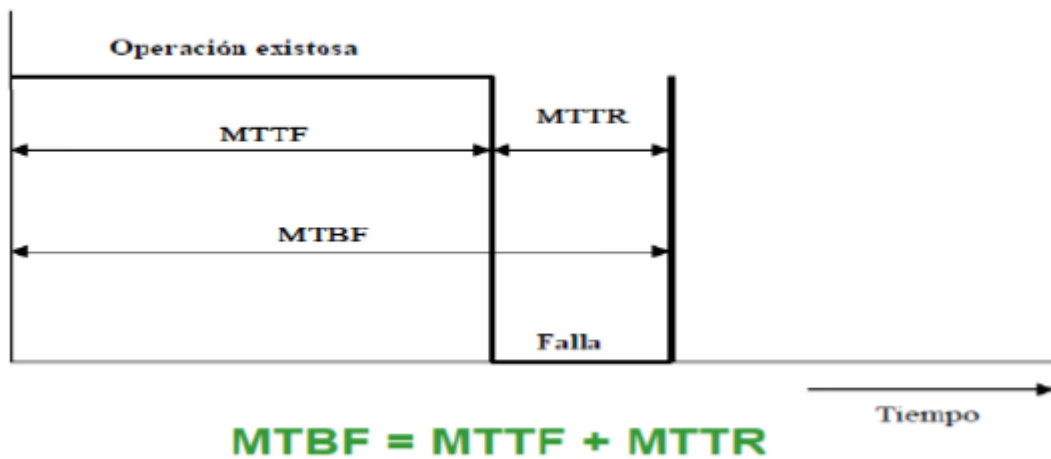 Operación existosa
MTTR
MTTF
MTBF
Falla
Tiempo
MTBF = MTTF + MTTR